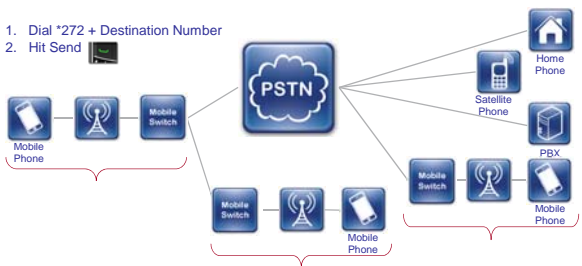 1. Dial *272 + Destination Number
2. Hit Send
PSTN
Home
Phone
Satellite
Phone
Mobile
Switch
Mobile
Phone
PBX
Mobile
Switch
Mobile
Phone
Mobile
Switch
Mobile
Phone